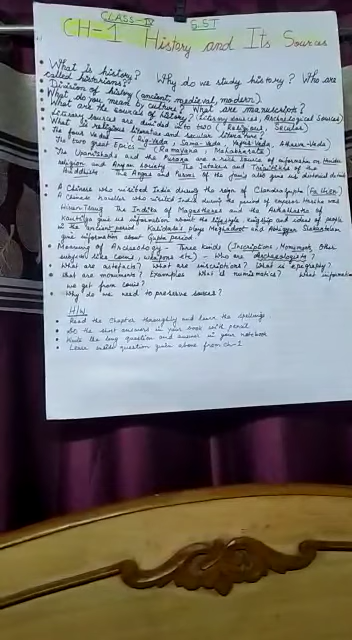 CLASS-IV S.ST
CH-1 History and Its Sources
What is history? Why do we study history? Who are
called historians?
Division of history (ancient, medieval, modern)
What do you mean by culture? What are manuscript?
What are the sources of history? (Literary sources, Archeological Sources)
Literary sources are divided into two (Religious, Secular)
What is religious literature and secular literature?
The four Vedas - (Rig-Veda, Sama-Veda, Yajur-Veda, Atharva-Veda)
The two great Epics - (Ramayana, Mahabharata)
The Upanishads and the Puranas are a rich source of information on Hindu
religion and Aryan society The Jatakas and Tripitakas of the
Buddhists. The Angas and of the Jains also give us
A Chinese who visited India during the reign of Chandragupta (Fa Hien)
A Chinese traveller who visited India during the period of emperor Harsha was
Hiuen Tsang The Indika of Magasthenes and the Arthashastra of
Kautilya give us information about the lifestyle, kingship and ideas of people
in the ancient period Kalidasa's plays Meghadoot and
give information about Gupta period
Meaning of Archaeology - Three kinds (Inscriptions, Monuments, Other
like coins, weapons etc) - Who are archaeologists?
What are artefacts? What are inscriptions? What is epigraphy?
What are monuments? Examples What is numismatics? What information
we get from coins?
Why do we need to preserve sources?
H/W
Read the Chapter throughly and learn the spellings
Do the short answers in your book with pencil
Write the long question and answer in your notebook
Learn question given above from ch-1